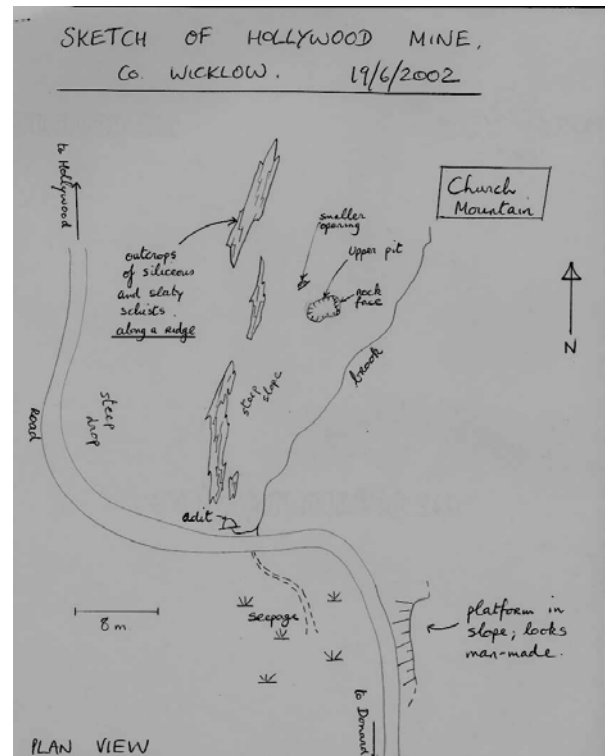 SKETCH OF HOLLYWOOD MINE,
Co. WICKLOW. 19/6/2002
to Hollywood
Church
Mountain
smaller
opening
Upper pit
rock
face
outcrops
of siliceous
and slaty
schists
along a ridge
N
brook
steep
slope
steep
drop
Road
adit
8m
seepage
platform in
slope; looks
man-made.
to Donard
PLAN VIEW